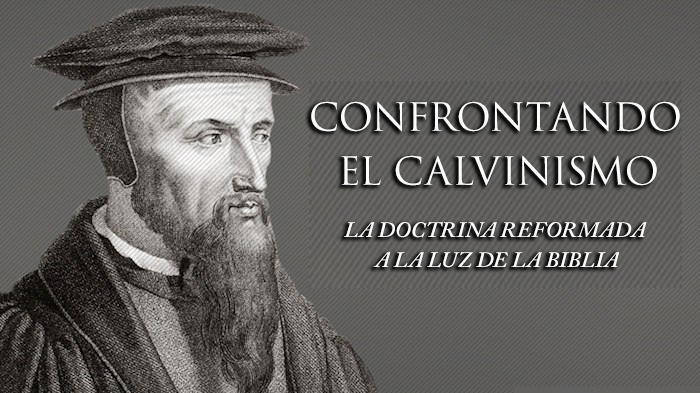 CONFRONTANDO
EL CALVINISMO
LA DOCTRINA REFORMADA
A LA LUZ DE LA BIBLIA